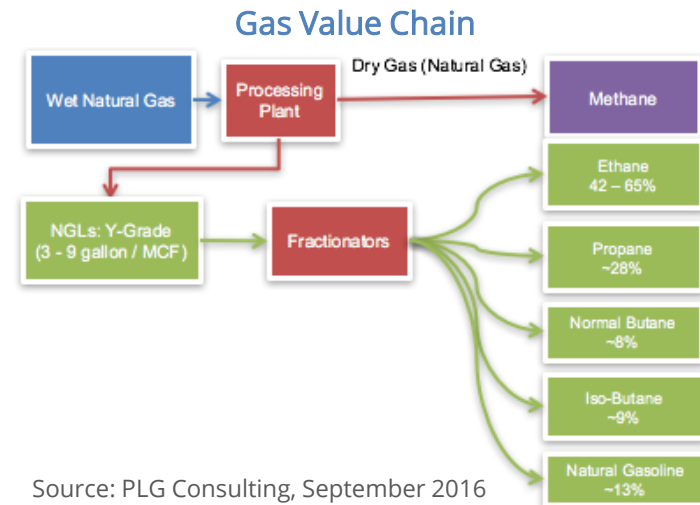 Gas Value Chain
Wet Natural Gas
Processing
Plant
Dry Gas (Natural Gas)
Methane
NGLs: Y-Grade
(3 - 9 gallon / MCF)
Fractionators
Ethane
42 – 65%
Propane
~28%
Normal Butane
~8%
Iso-Butane
~9%
Natural Gasoline
~13%
Source: PLG Consulting, September 2016